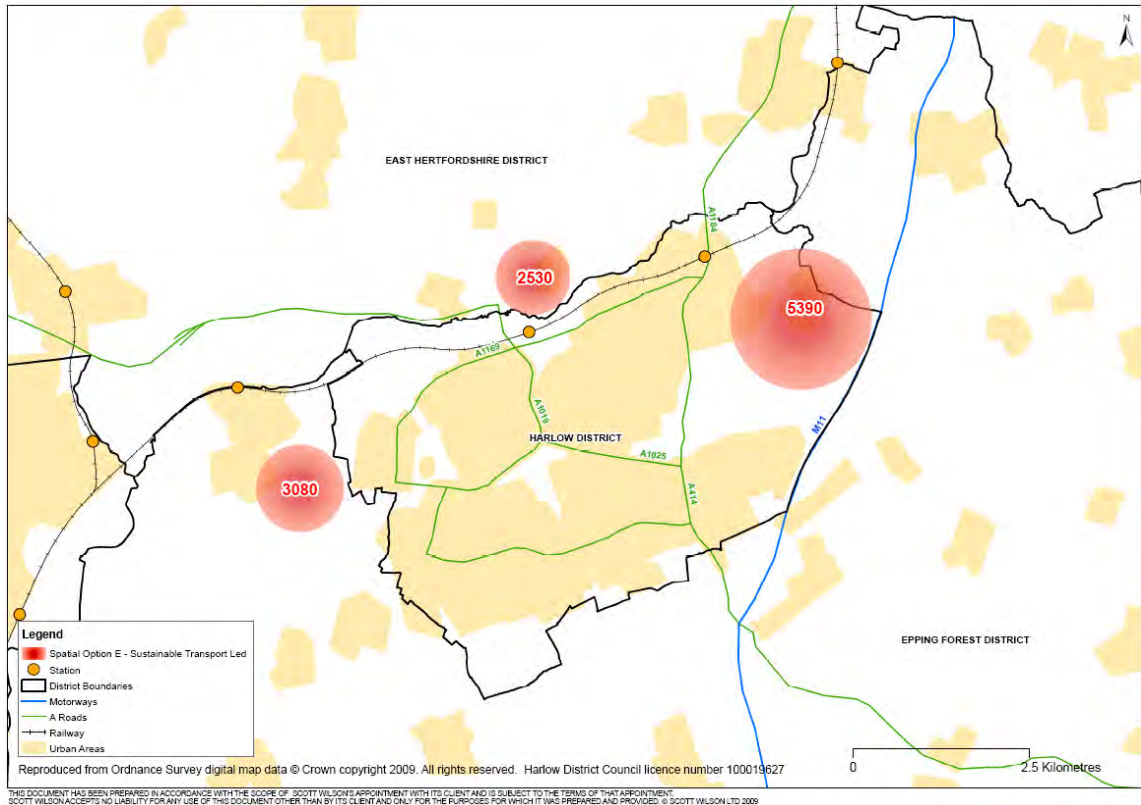 N
EAST HERTFORDSHIRE DISTRICT
A1184
2530
5390
A1169
A1019
HARLOW DISTRICT
A1025
M11
3080
A414
EPPING FOREST DISTRICT
Legend
Spatial Option E - Sustainable Transport Led
Station
District Boundaries
Motorways
A Roads
Railway
Urban Areas
0 2.5 Kilometres
Reproduced from Ordnance Survey digital map data © Crown copyright 2009. All rights reserved. Harlow District Council licence number 100019627
THIS DOCUMENT HAS BEEN PREPARED IN ACCORDANCE WITH THE SCOPE OF SCOTT WILSON'S APPOINTMENT WITH ITS CLIENT AND IS SUBJECT TO THE TERMS OF THAT APPOINTMENT.
SCOTT WILSON ACCEPTS NO LIABILITY FOR ANY USE OF THIS DOCUMENT OTHER THAN BY ITS CLIENT AND ONLY FOR THE PURPOSES FOR WHICH IT WAS PREPARED AND PROVIDED. © SCOTT WILSON LTD 2009